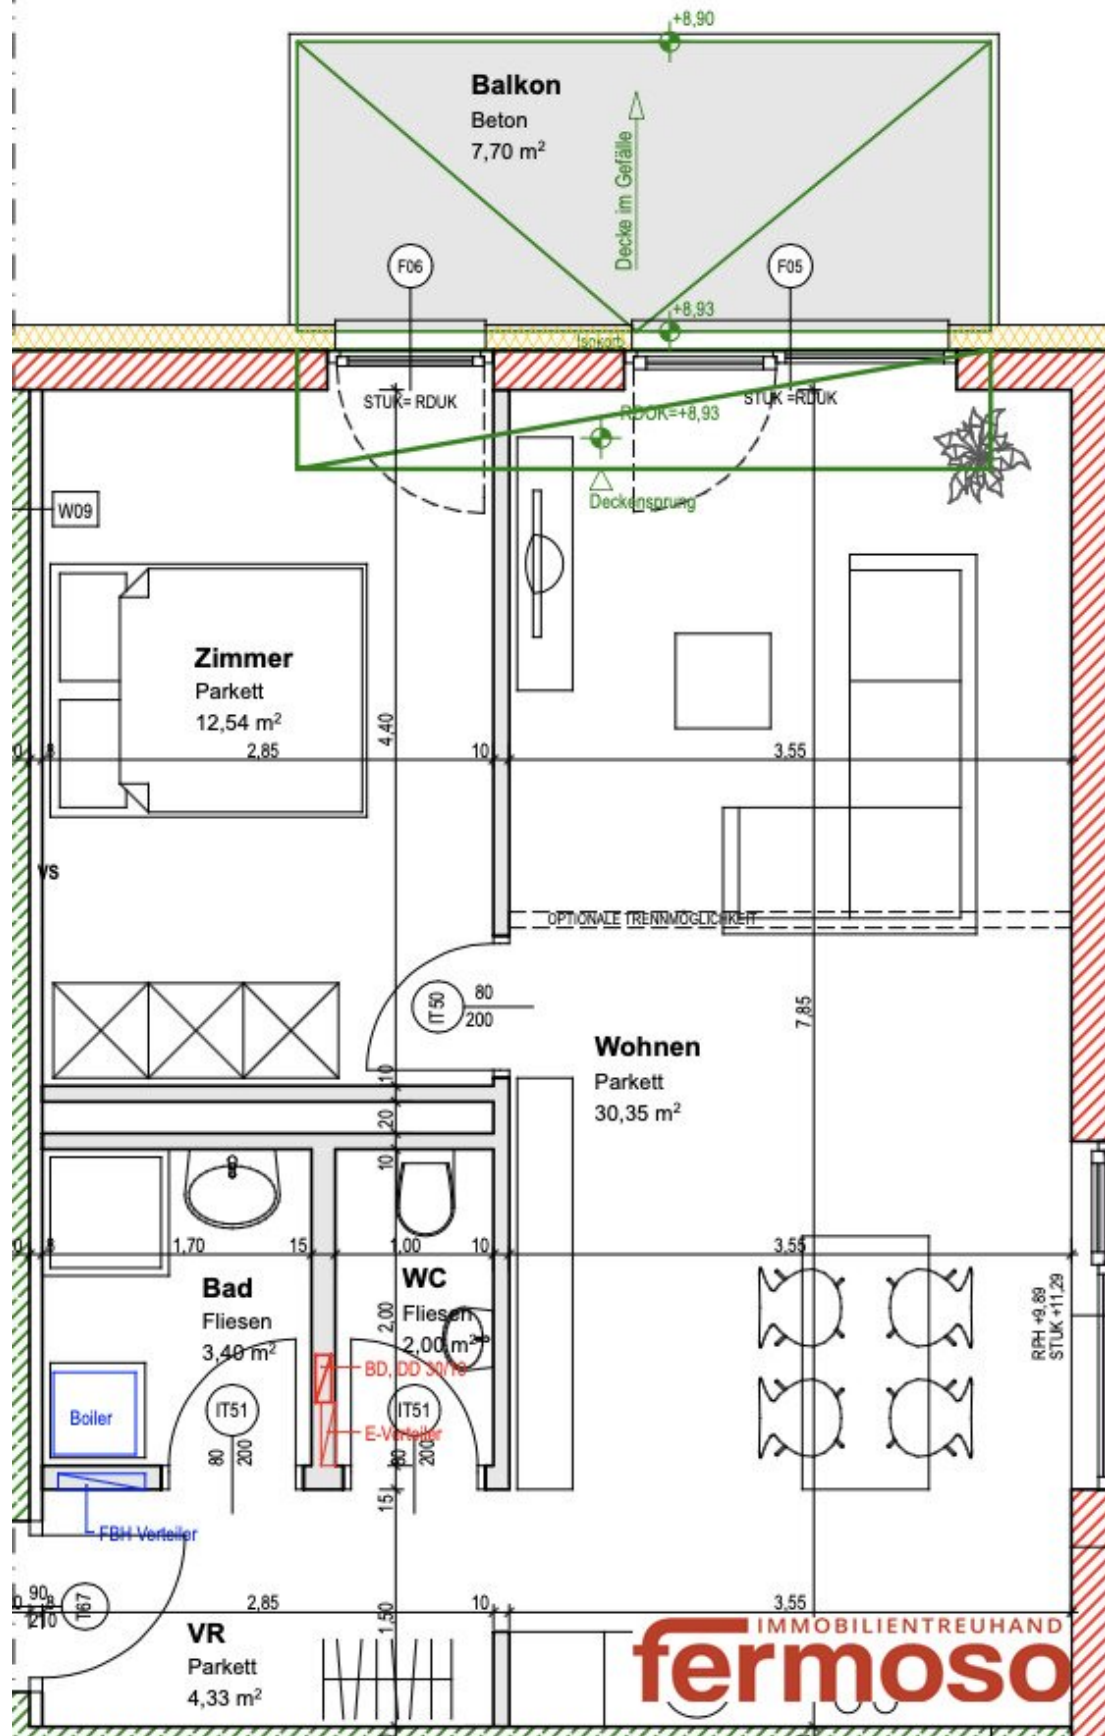 +8,90
Balkon
Beton
7,70 m²
Decke im Gefälle
F06
F05
+8,93
Isokorb
STUK= RDUK
STUK =RDUK
RDOK=+8,93
Deckensprung
W09
Zimmer
Parkett
12,54 m²
4,40
8
2,85
10
3,55
VS
OPTIONALE TRENNMÖGLICHKEIT
IT50
80
200
7,85
Wohnen
Parkett
30,35 m²
10
20
10
8
1,70
15
1,00
10
3,55
Bad
Fliesen
3,40 m²
WC
Fliesen
2,00 m²
2,00
RPH +9,89
STUK +11,29
BD, DD 30/10
E-Verteiler
Boiler
IT51
80
200
IT51
80
200
15
FBH Verteiler
90
210
8
T67
2,85
10
3,55
1,50
VR
Parkett
4,33 m²
IMMOBILIENTREUHAND
fermoso